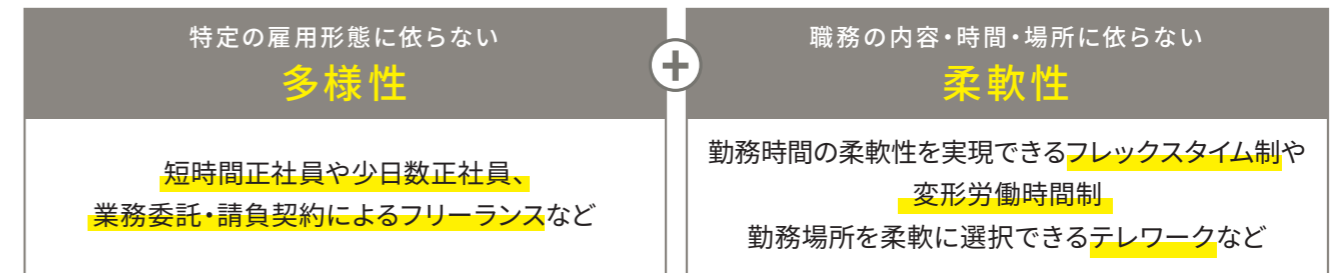 特定の雇用形態に依らない
多様性
短時間正社員や少日数正社員、
業務委託・請負契約によるフリーランスなど
+
職務の内容・時間・場所に依らない
柔軟性
勤務時間の柔軟性を実現できるフレックスタイム制や
変形労働時間制
勤務場所を柔軟に選択できるテレワークなど